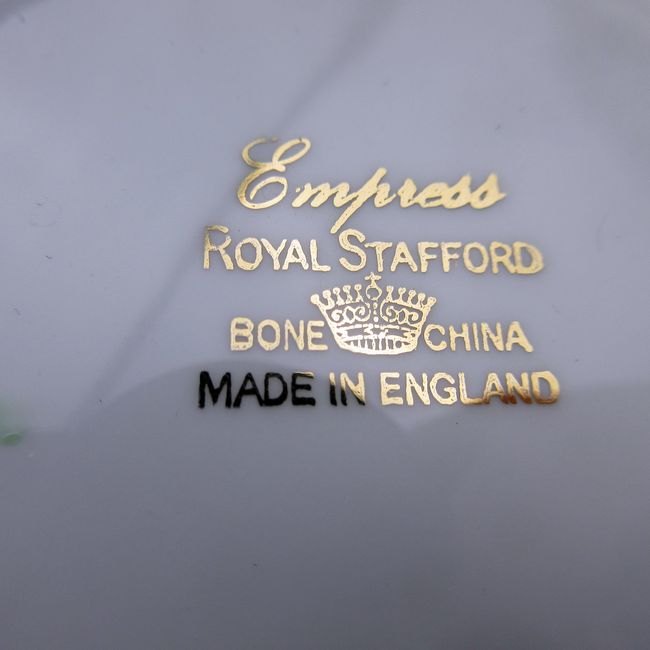 Empress
ROYAL STAFFORD
BONE CHINA
MADE IN ENGLAND